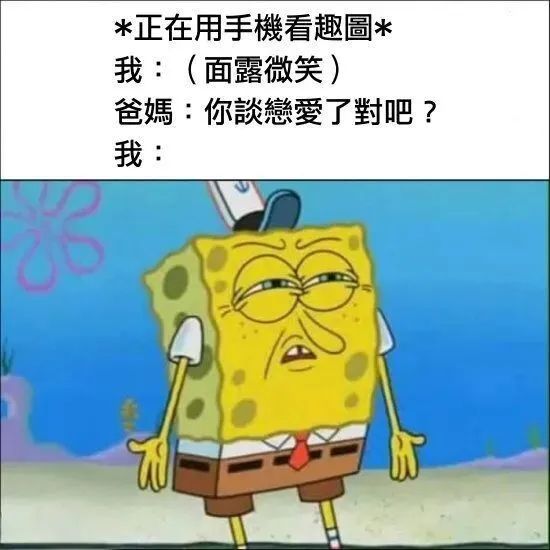 *正在用手機看趣圖*
我：（面露微笑）
爸媽：你談戀愛了對吧？
我：